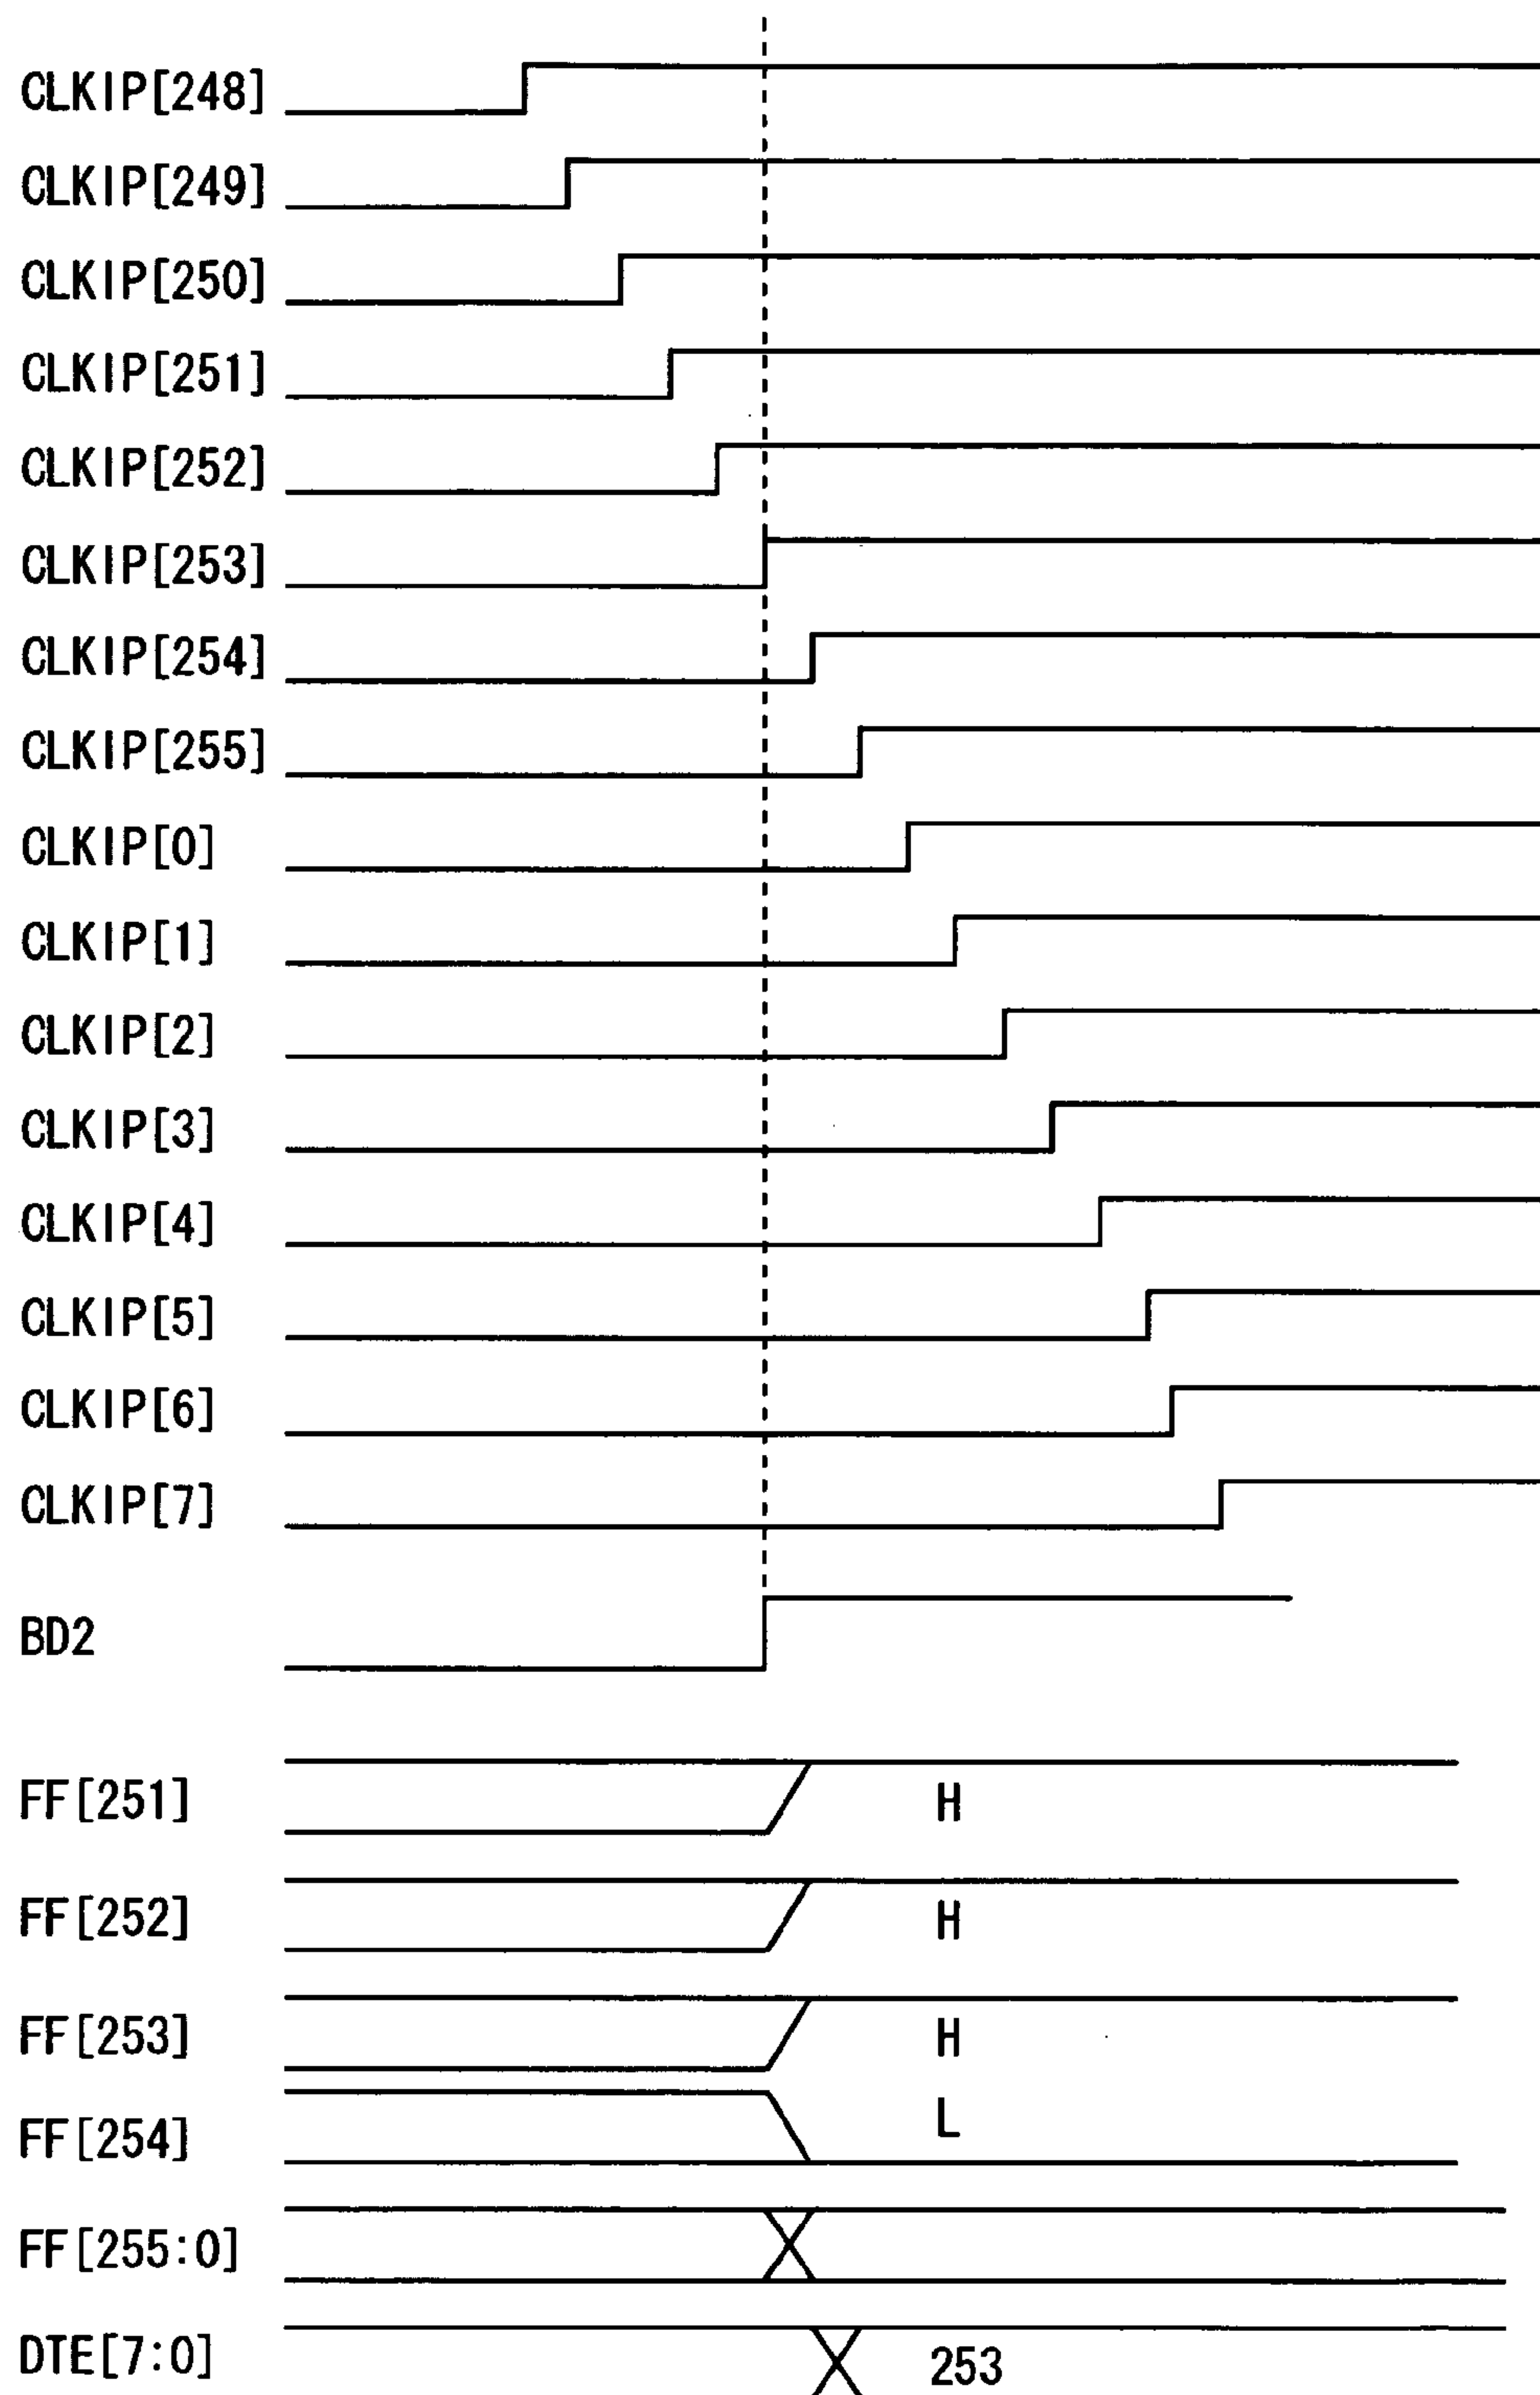 CLKIP[248]
CLKIP[249]
CLKIP[250]
CLKIP[251]
CLKIP[252]
CLKIP[253]
CLKIP[254]
CLKIP[255]
CLKIP[0]
CLKIP[1]
CLKIP[2]
CLKIP[3]
CLKIP[4]
CLKIP[5]
CLKIP[6]
CLKIP[7]
BD2
FF[251] H
FF[252] H
FF[253] H
FF[254] L
FF[255:0]
DTE[7:0] 253